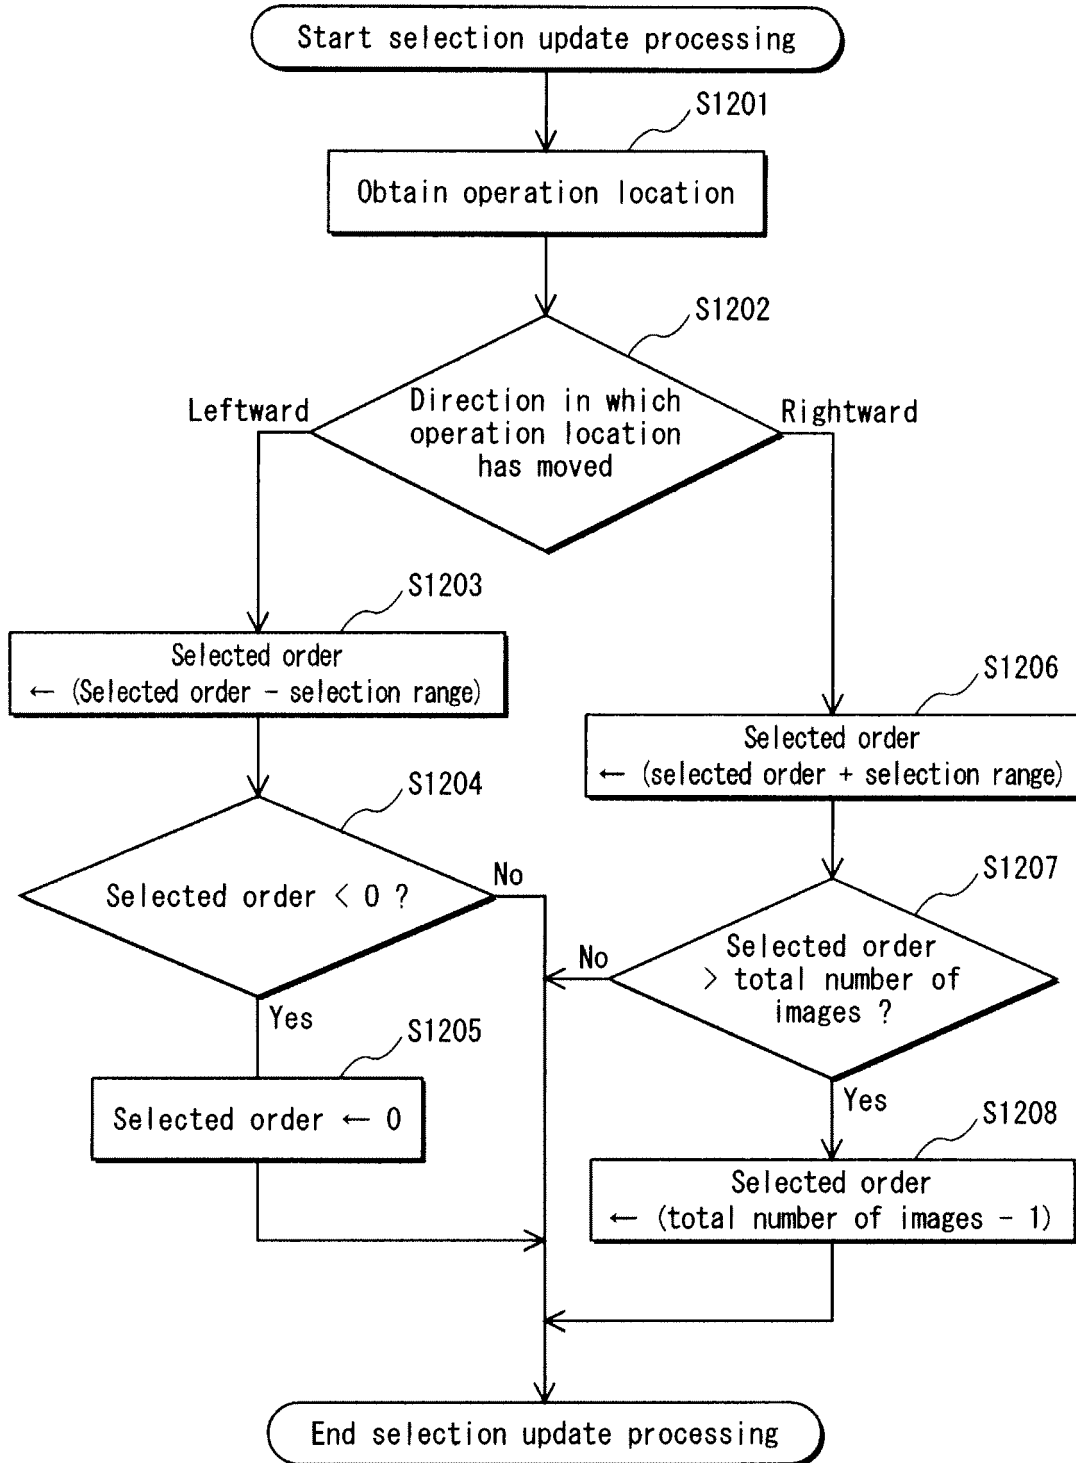 Start selection update processing
S1201
Obtain operation location
S1202
Leftward
Direction in which
operation location
has moved
Rightward
S1203
Selected order
← (Selected order - selection range)
S1206
Selected order
← (selected order + selection range)
S1204
Selected order < 0 ?
No
Yes
S1207
Selected order
> total number of
images ?
No
Yes
S1205
Selected order ← 0
S1208
Selected order
← (total number of images - 1)
End selection update processing